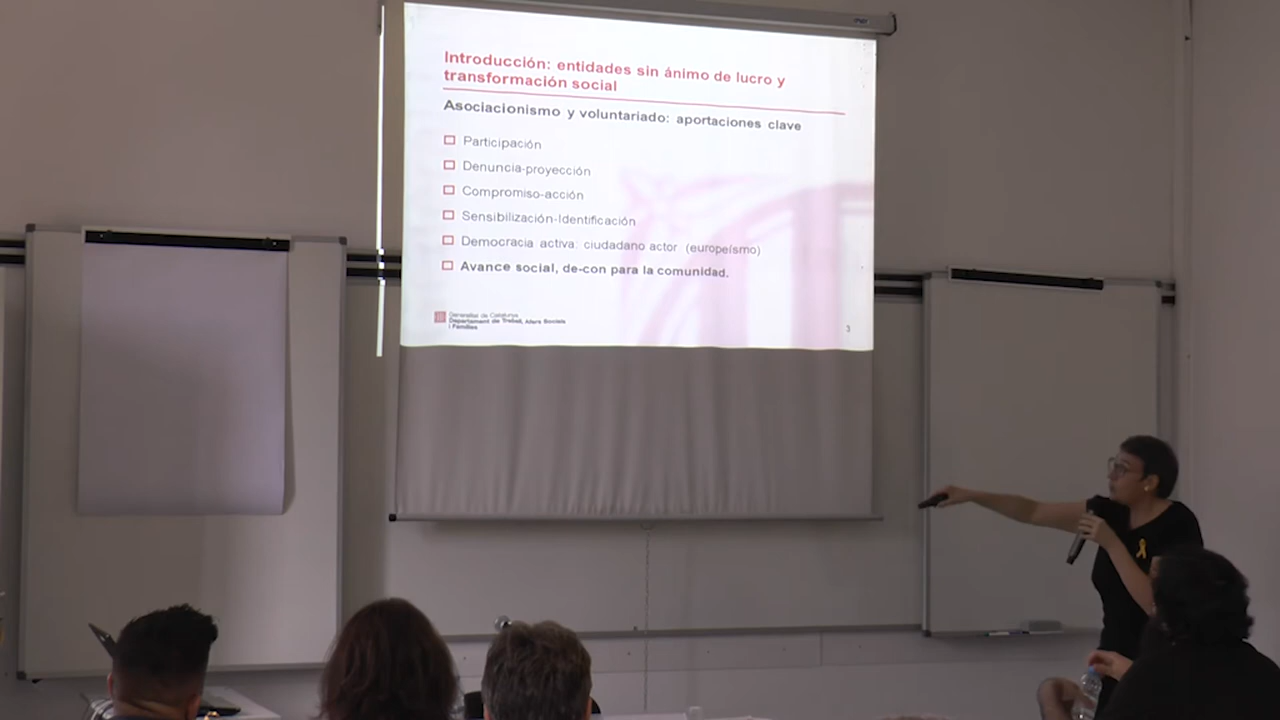 Introducción: entidades sin ánimo de lucro y
transformación social
Asociacionismo y voluntariado: aportaciones clave
Participación
Denuncia-proyección
Compromiso-acción
Sensibilización-Identificación
Democracia activa: ciudadano actor (europeísmo)
Avance social, de-con para la comunidad.
Generalitat de Catalunya
Departament de Treball, Afers Socials
i Famílies
3